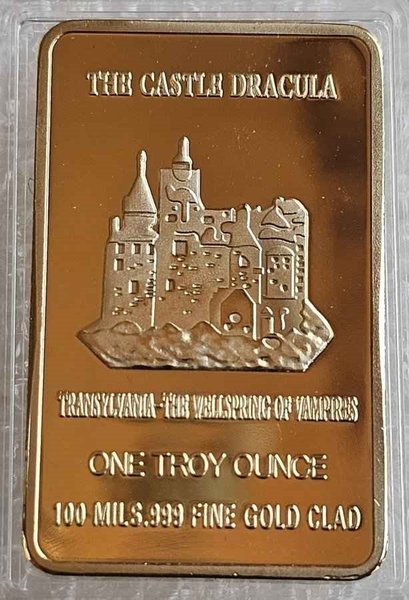 THE CASTLE DRACULA
TRANSYLVANIA-THE WELLSPRING OF VAMPIRES
ONE TROY OUNCE
100 MILS.999 FINE GOLD CLAD